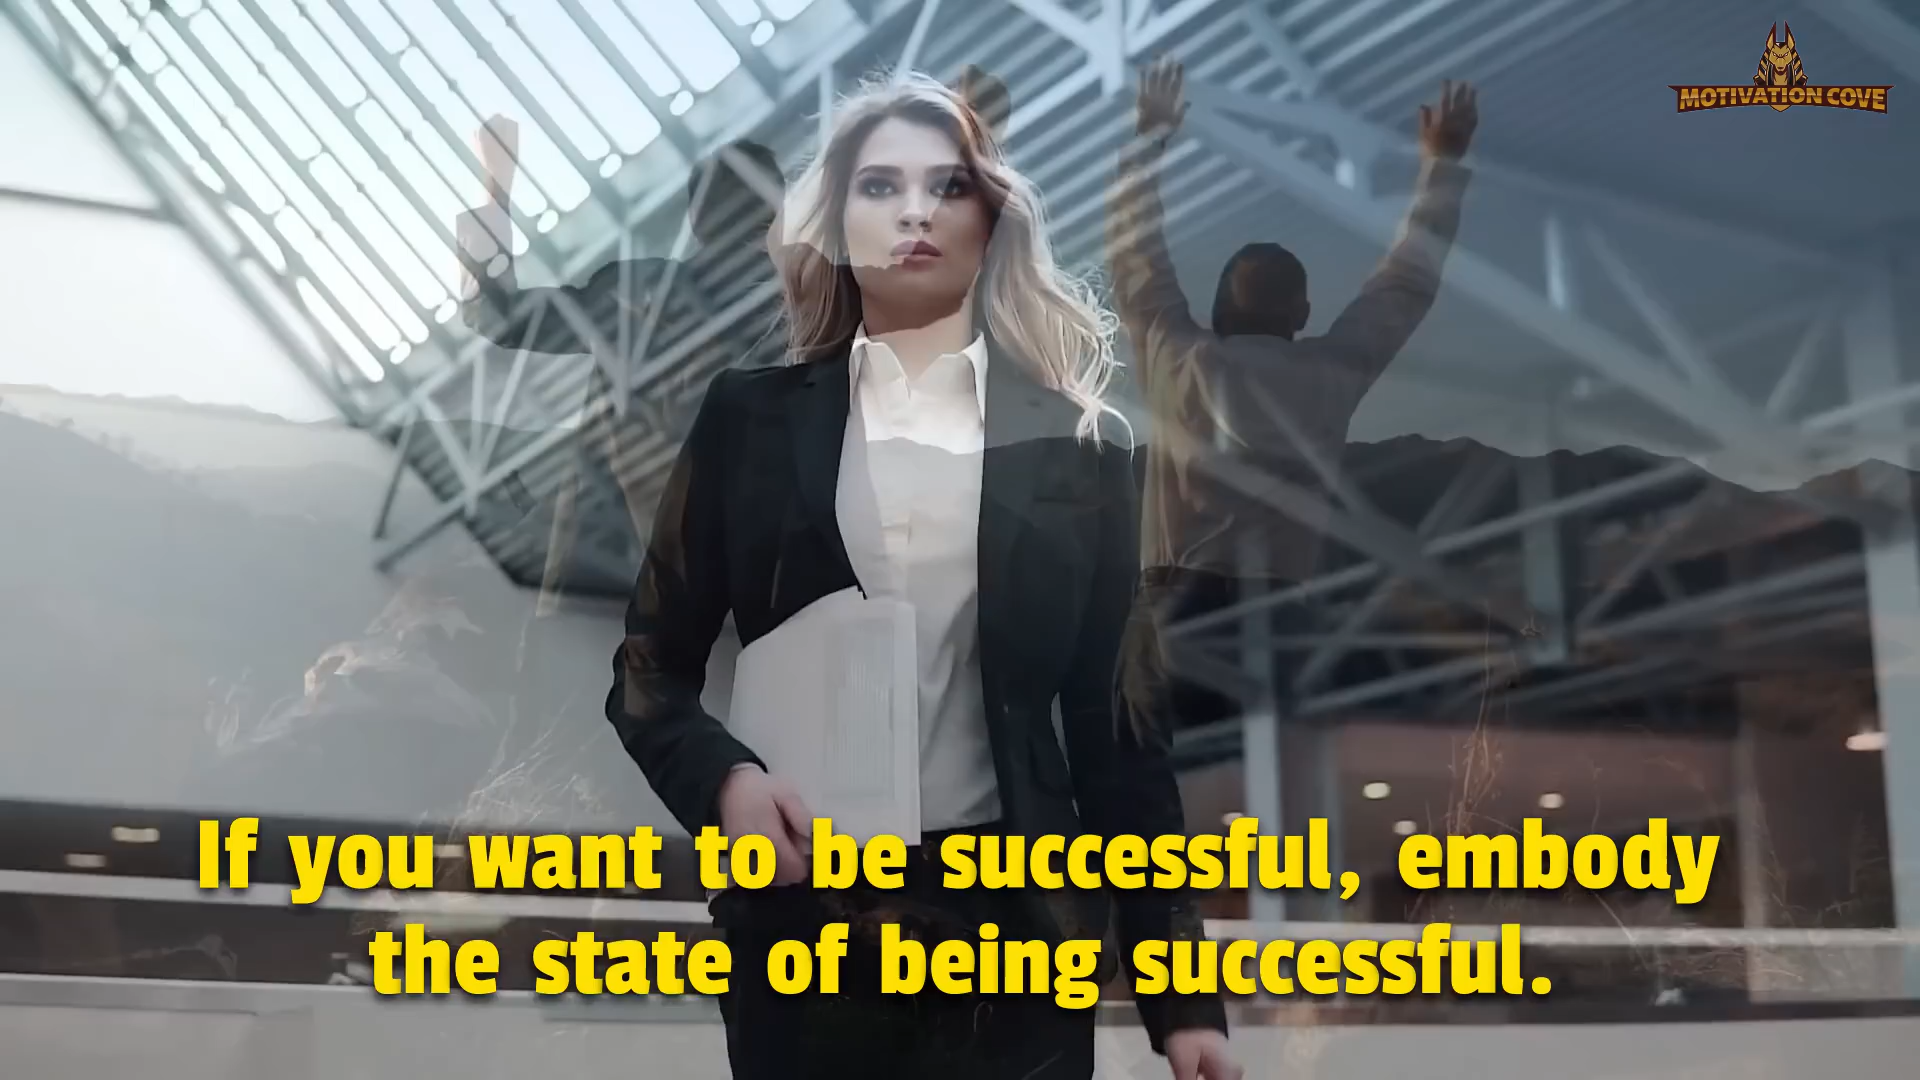 MOTIVATION COVE
If you want to be successful, embody
the state of being successful.